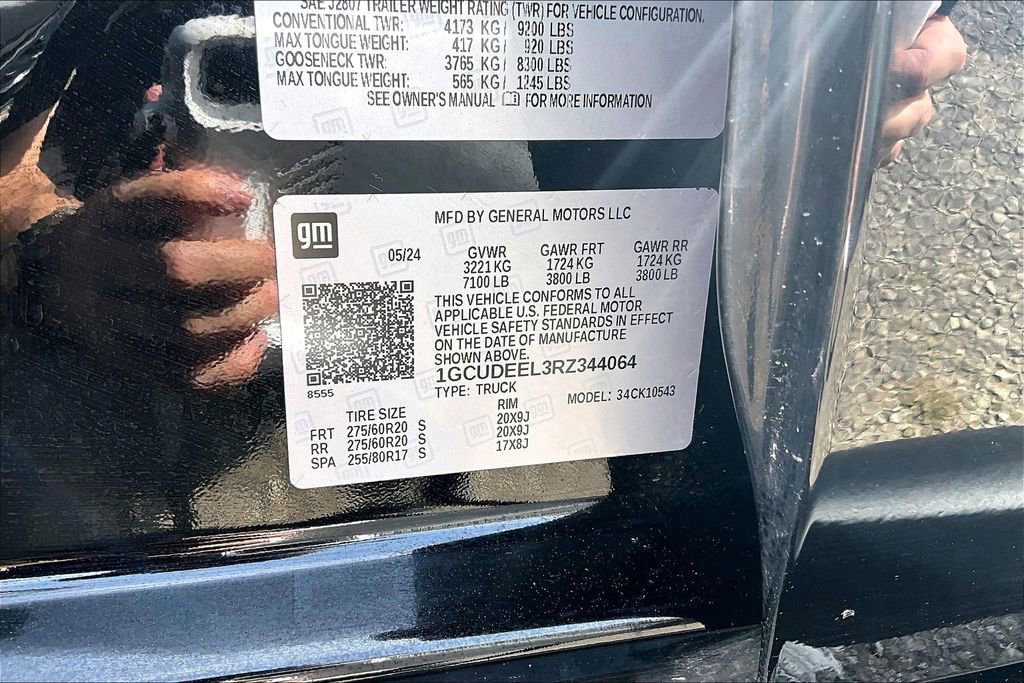 SAE J2807 TRAILER WEIGHT RATING (TWR) FOR VEHICLE CONFIGURATION.
CONVENTIONAL TWR: 4173 KG/ 9200 LBS
MAX TONGUE WEIGHT: 417 KG/ 920 LBS
GOOSENECK TWR: 3765 KG/ 8300 LBS
MAX TONGUE WEIGHT: 565 KG/ 1245 LBS
SEE OWNER'S MANUAL FOR MORE INFORMATION
gm
MFD BY GENERAL MOTORS LLC
05/24 GVWR GAWR FRT GAWR RR
3221 KG 1724 KG 1724 KG
7100 LB 3800 LB 3800 LB
THIS VEHICLE CONFORMS TO ALL
APPLICABLE U.S. FEDERAL MOTOR
VEHICLE SAFETY STANDARDS IN EFFECT
ON THE DATE OF MANUFACTURE
SHOWN ABOVE.
1GCUDEEL3RZ344064
8555
TYPE: TRUCK MODEL: 34CK10543
TIRE SIZE RIM
FRT 275/60R20 S 20X9J
RR 275/60R20 S 20X9J
SPA 255/80R17 S 17X8J